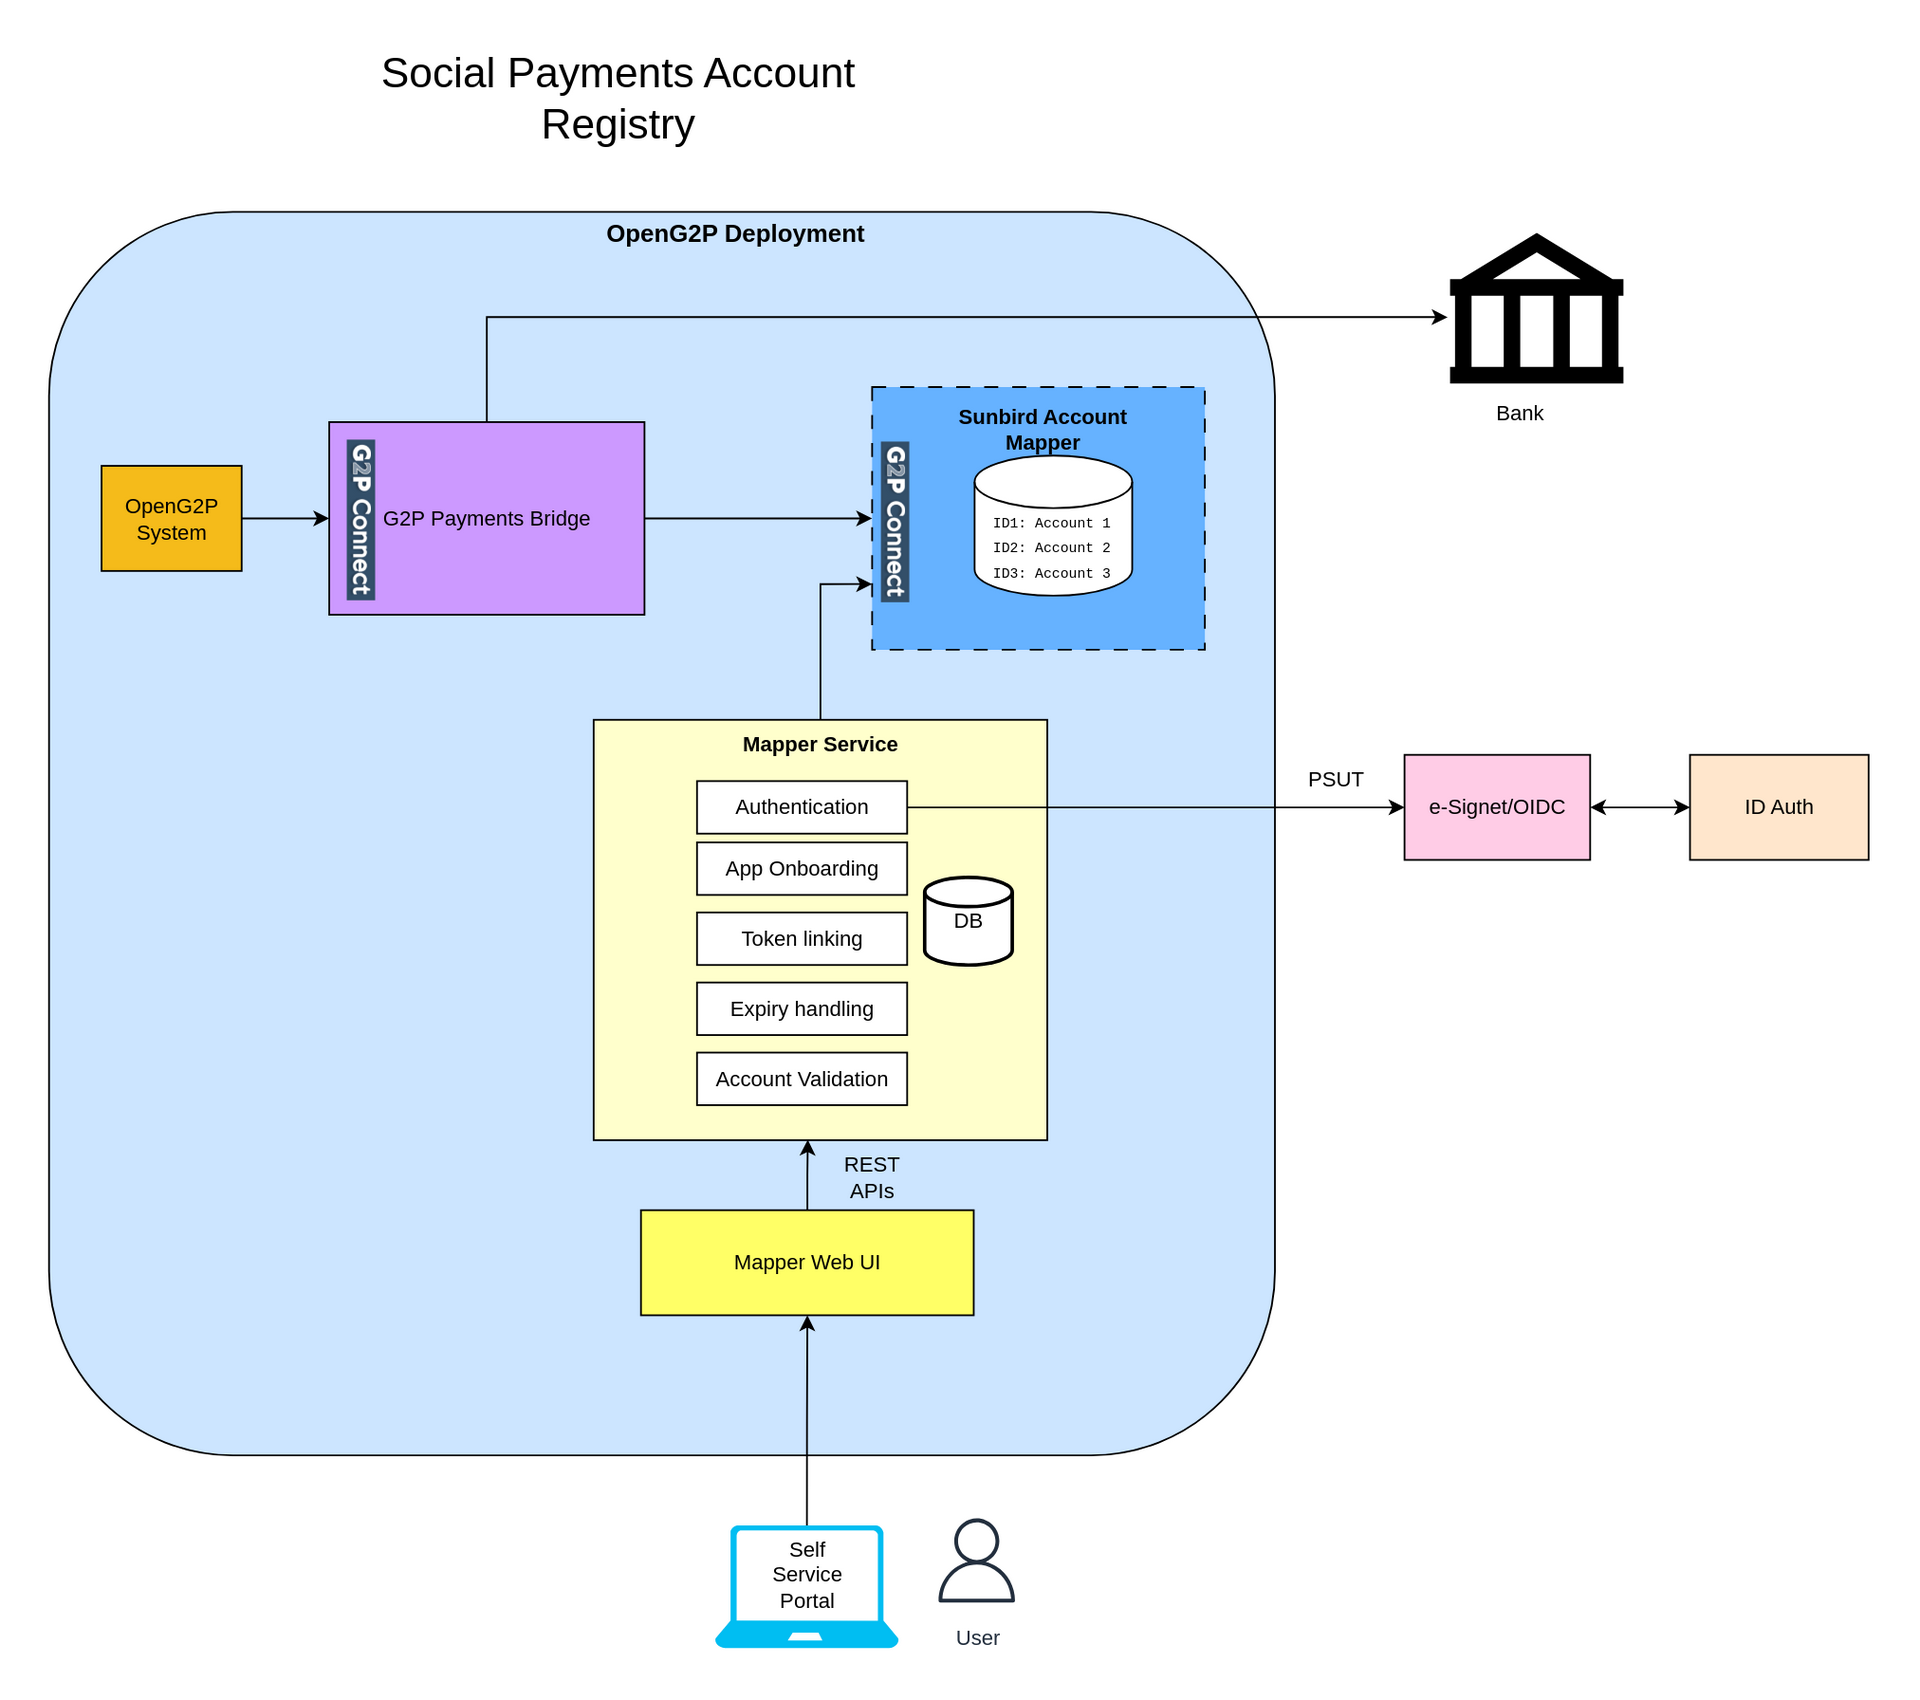 Social Payments Account
Registry
OpenG2P Deployment
Bank
OpenG2P
System
G2P Connect
G2P Payments Bridge
Sunbird Account
Mapper
G2P Connect
ID1: Account 1
ID2: Account 2
ID3: Account 3
Mapper Service
Authentication
App Onboarding
Token linking
Expiry handling
Account Validation
DB
PSUT
e-Signet/OIDC
ID Auth
REST
APIs
Mapper Web UI
Self
Service
Portal
User